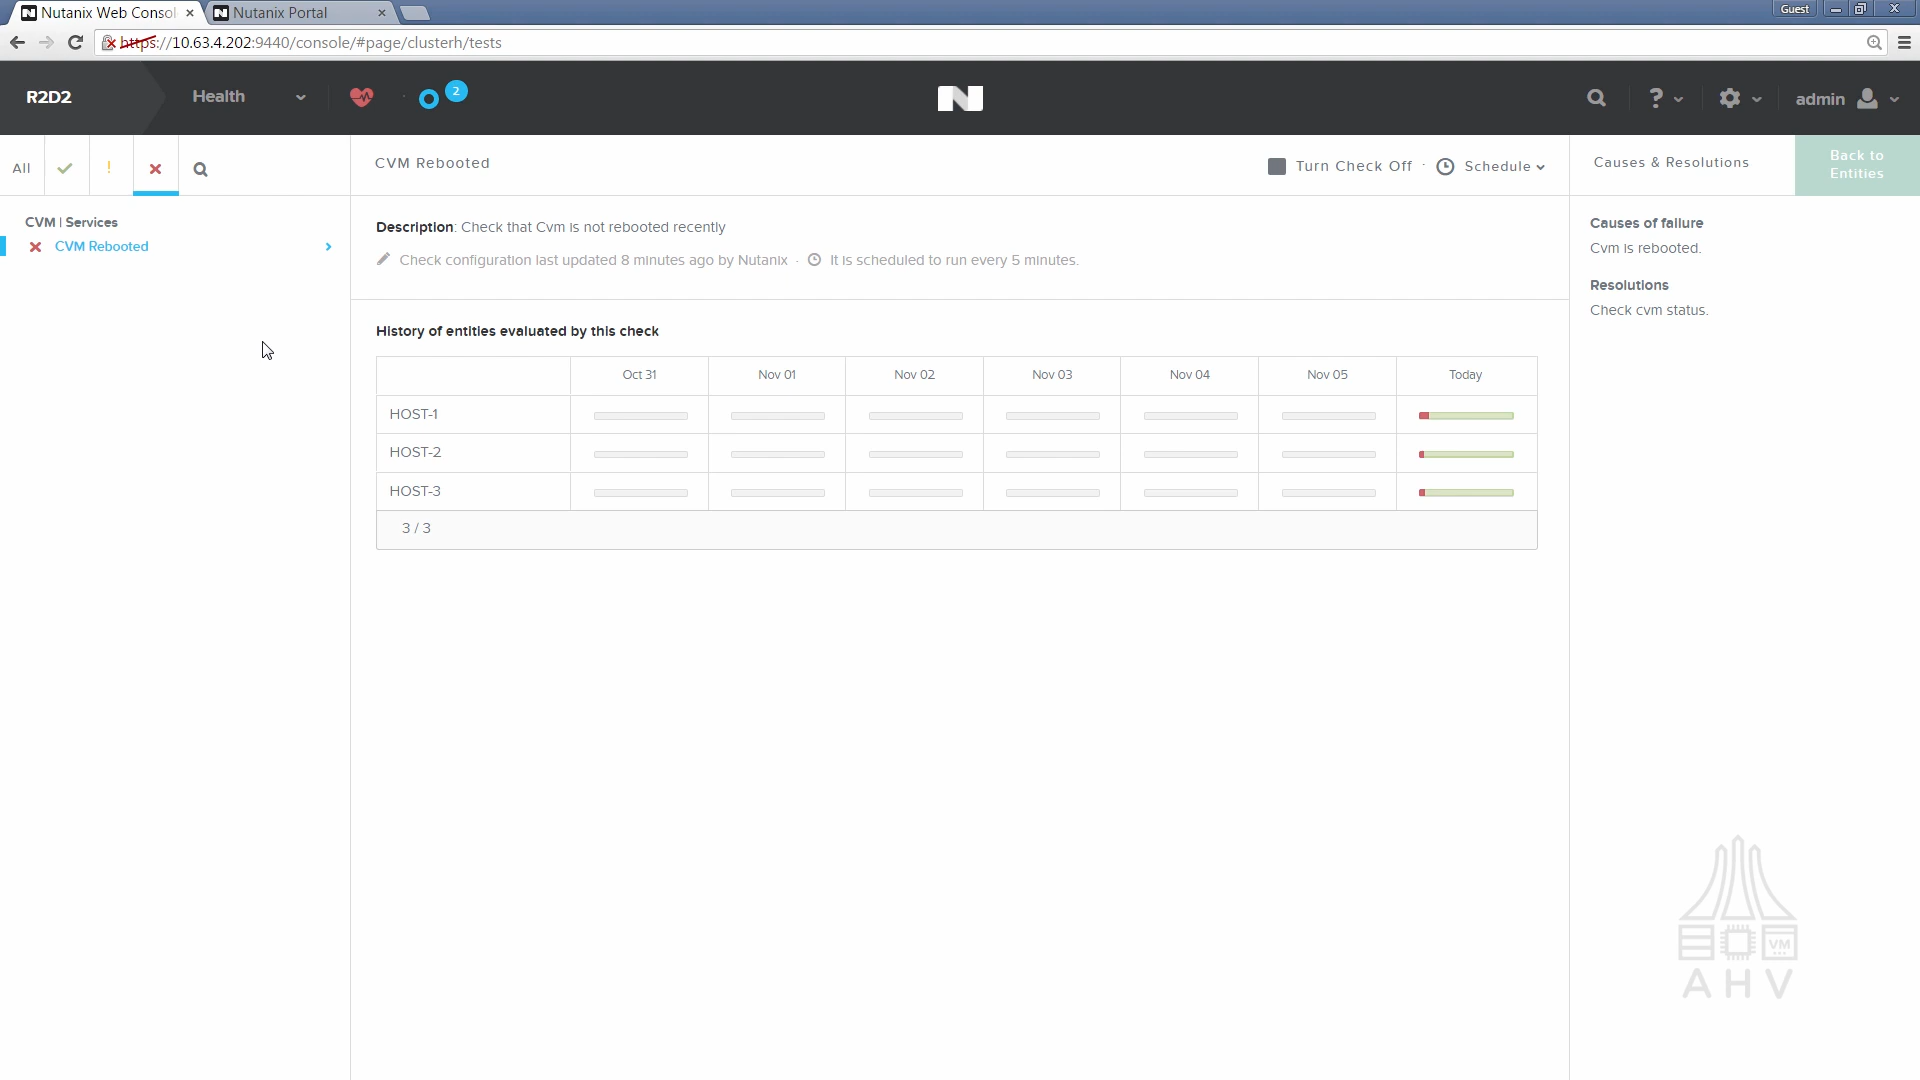 Nutanix Web Consol
Nutanix Portal
Guest
https://10.63.4.202:9440/console/#page/clusterh/tests
R2D2
Health
2
?
admin
All
!
CVM Rebooted
Turn Check Off
Schedule
Causes & Resolutions
Back to
Entities
CVM | Services
CVM Rebooted
Description: Check that Cvm is not rebooted recently
Check configuration last updated 8 minutes ago by Nutanix · It is scheduled to run every 5 minutes.
Causes of failure
Cvm is rebooted.
Resolutions
Check cvm status.
History of entities evaluated by this check
Oct 31 Nov 01 Nov 02 Nov 03 Nov 04 Nov 05 Today
HOST-1
HOST-2
HOST-3
3 / 3
VM
AHV